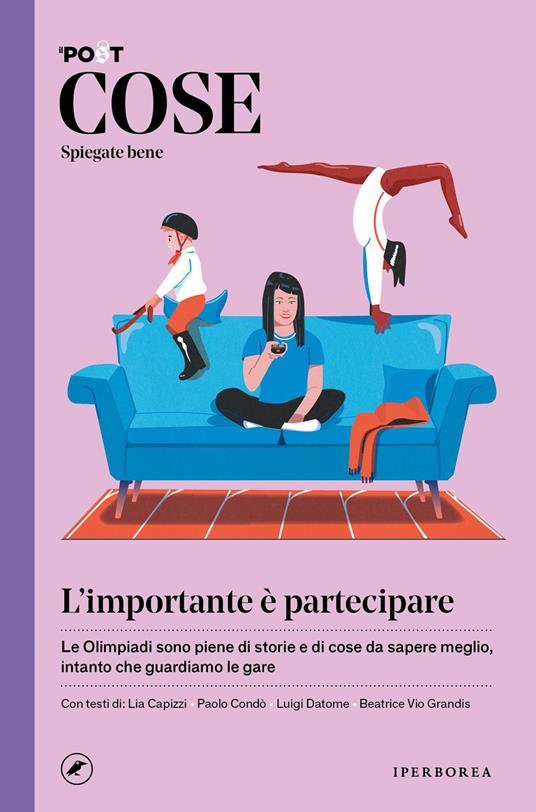 il POST
COSE
Spiegate bene
L'importante è partecipare
Le Olimpiadi sono piene di storie e di cose da sapere meglio,
intanto che guardiamo le gare
Con testi di: Lia Capizzi • Paolo Condò • Luigi Datome • Beatrice Vio Grandis
IPERBOREA